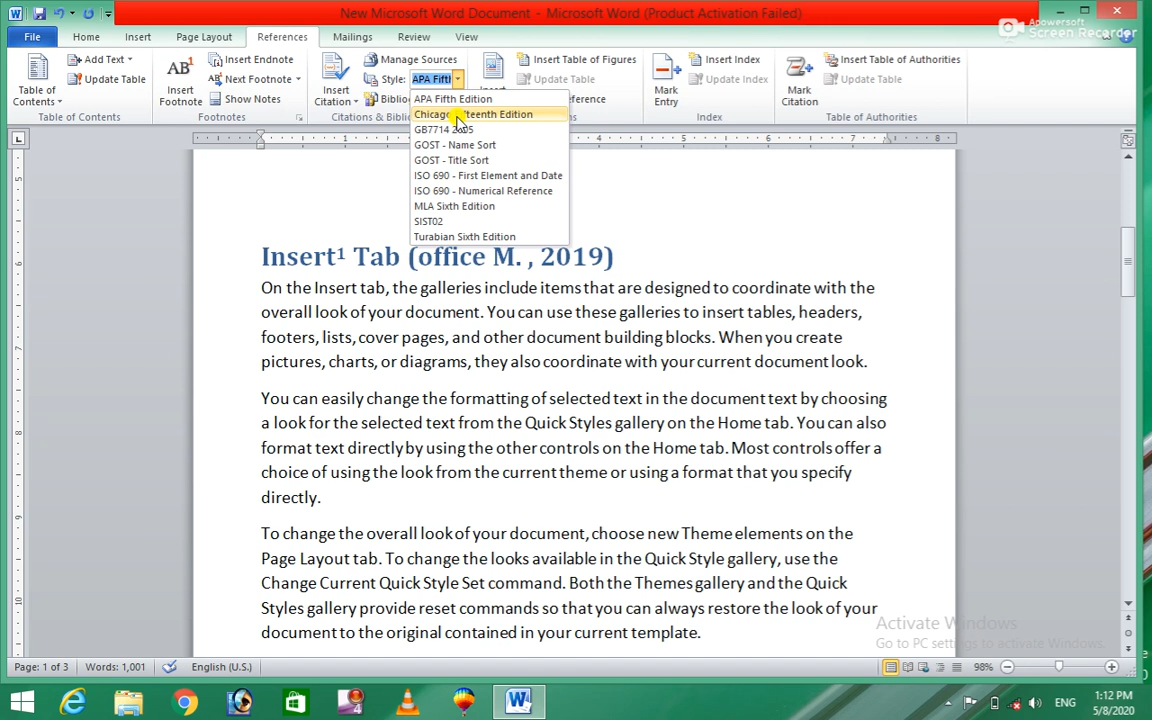 New Microsoft Word Document - Microsoft Word (Product Activation Failed)
Apowersoft
Screen Recorder
File Home Insert Page Layout References Mailings Review View
Table of Contents
Add Text
Update Table
Table of Contents
AB¹
Insert Footnote
Insert Endnote
AB Next Footnote
Show Notes
Footnotes
Insert Citation
Manage Sources
Style: APA Fifth
Citations &
Insert Table of Figures
Update Table
Mark Entry
Insert Index
Update Index
Index
Mark Citation
Insert Table of Authorities
Update Table
Table of Authorities
APA Fifth Edition
Chicago Fifteenth Edition
GB7714 2005
GOST - Name Sort
GOST - Title Sort
ISO 690 - First Element and Date
ISO 690 - Numerical Reference
MLA Sixth Edition
SIST02
Turabian Sixth Edition
Insert¹ Tab (office M. , 2019)
On the Insert tab, the galleries include items that are designed to coordinate with the
overall look of your document. You can use these galleries to insert tables, headers,
footers, lists, cover pages, and other document building blocks. When you create
pictures, charts, or diagrams, they also coordinate with your current document look.
You can easily change the formatting of selected text in the document text by choosing
a look for the selected text from the Quick Styles gallery on the Home tab. You can also
format text directly by using the other controls on the Home tab. Most controls offer a
choice of using the look from the current theme or using a format that you specify
directly.
To change the overall look of your document, choose new Theme elements on the
Page Layout tab. To change the looks available in the Quick Style gallery, use the
Change Current Quick Style Set command. Both the Themes gallery and the Quick
Styles gallery provide reset commands so that you can always restore the look of your
document to the original contained in your current template.
Activate Windows
Go to PC settings to activate Windows.
Page: 1 of 3 Words: 1,001 English (U.S.) 98%
ENG
1:12 PM
5/8/2020